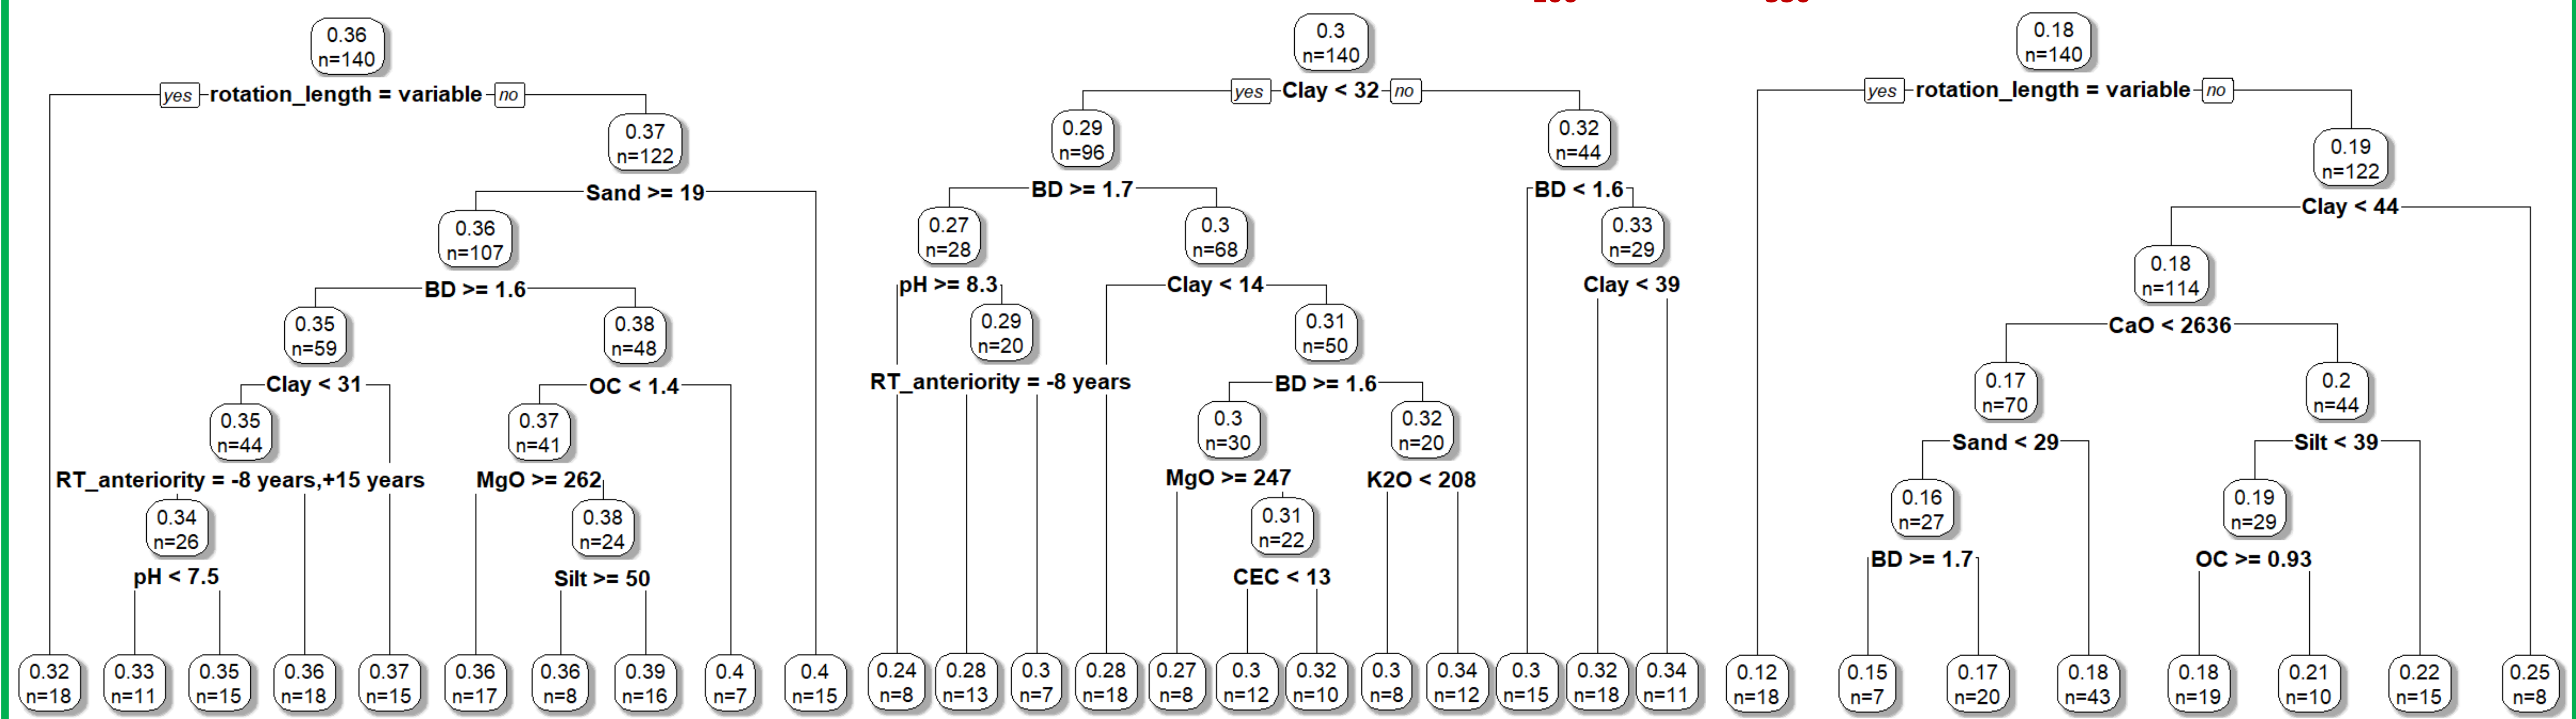 0.36
n=140
yes rotation_length = variable no
0.37
n=122
Sand >= 19
0.36
n=107
BD >= 1.6
0.35
n=59
0.38
n=48
Clay < 31
OC < 1.4
0.35
n=44
0.37
n=41
RT_anteriority = -8 years,+15 years
MgO >= 262
0.34
n=26
0.38
n=24
pH < 7.5
Silt >= 50
0.32
n=18
0.33
n=11
0.35
n=15
0.36
n=18
0.37
n=15
0.36
n=17
0.36
n=8
0.39
n=16
0.4
n=7
0.4
n=15
0.3
n=140
yes Clay < 32 no
0.29
n=96
0.32
n=44
BD >= 1.7
BD < 1.6
0.27
n=28
0.3
n=68
0.33
n=29
pH >= 8.3
Clay < 14
Clay < 39
0.29
n=20
0.31
n=50
RT_anteriority = -8 years
BD >= 1.6
0.3
n=30
0.32
n=20
MgO >= 247
K2O < 208
0.31
n=22
CEC < 13
0.24
n=8
0.28
n=13
0.3
n=7
0.28
n=18
0.27
n=8
0.3
n=12
0.32
n=10
0.3
n=8
0.34
n=12
0.3
n=15
0.32
n=18
0.34
n=11
0.18
n=140
yes rotation_length = variable no
0.19
n=122
Clay < 44
0.18
n=114
CaO < 2636
0.17
n=70
0.2
n=44
Sand < 29
Silt < 39
0.16
n=27
0.19
n=29
BD >= 1.7
OC >= 0.93
0.12
n=18
0.15
n=7
0.17
n=20
0.18
n=43
0.18
n=19
0.21
n=10
0.22
n=15
0.25
n=8